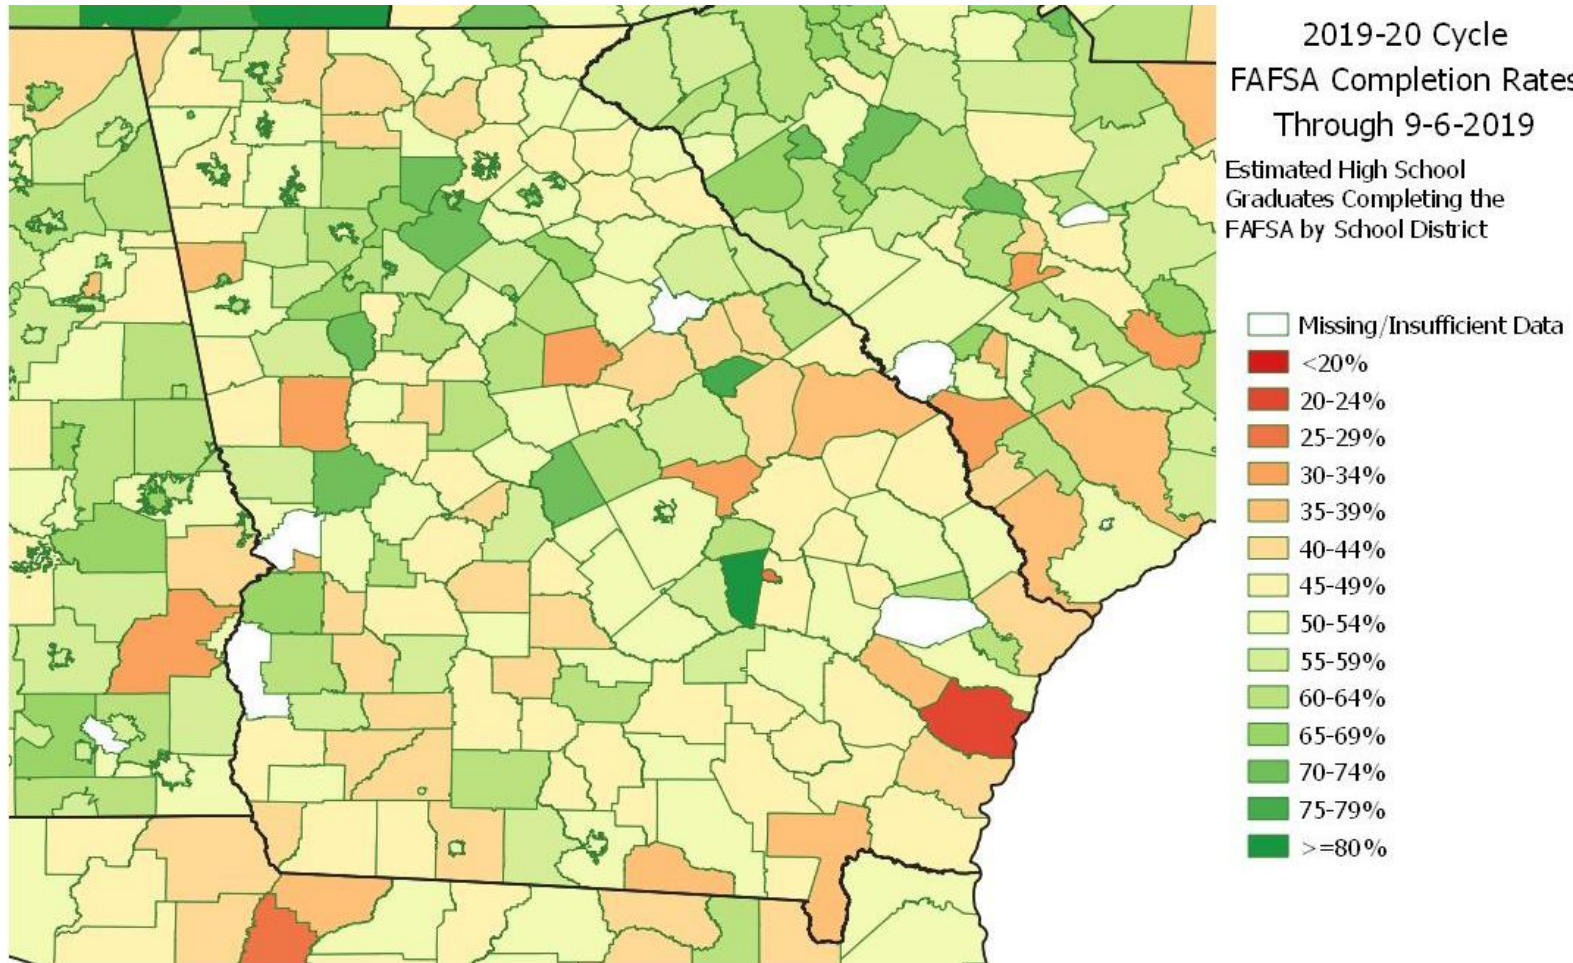 2019-20 Cycle
FAFSA Completion Rates
Through 9-6-2019
Estimated High School
Graduates Completing the
FAFSA by School District
Missing/Insufficient Data
<20%
20-24%
25-29%
30-34%
35-39%
40-44%
45-49%
50-54%
55-59%
60-64%
65-69%
70-74%
75-79%
>=80%